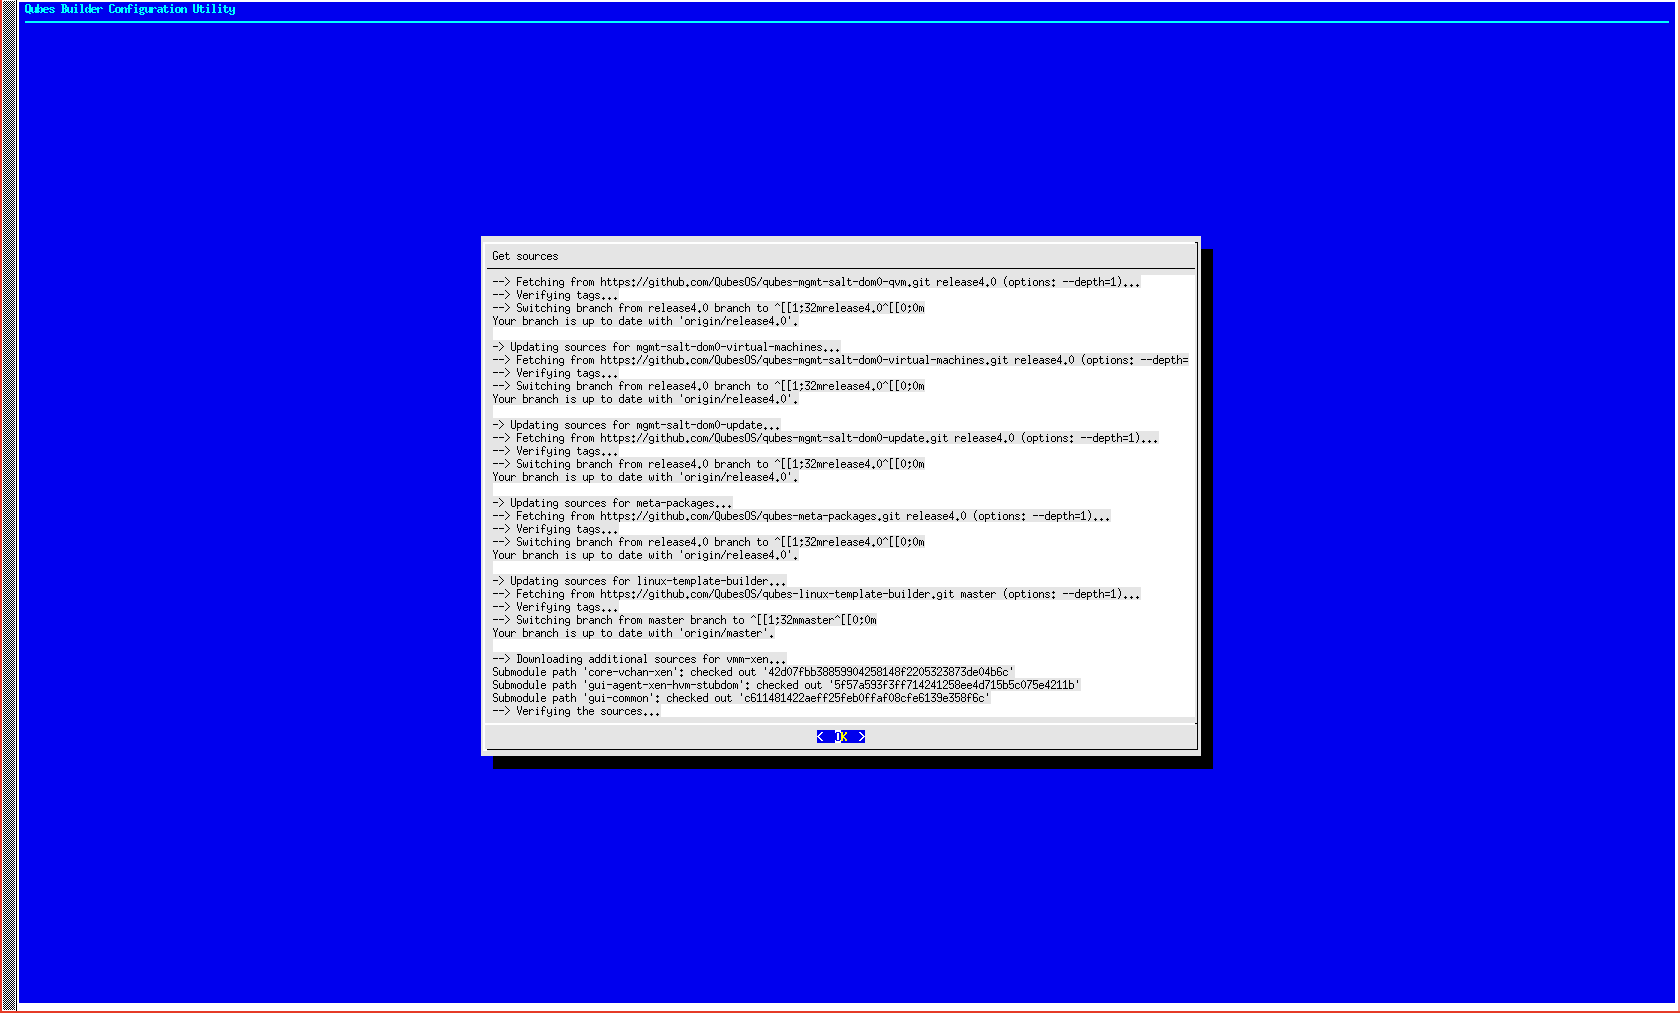 Qubes Builder Configuration Utility
Get sources
--> Fetching from https://github.com/QubesOS/qubes-mgmt-salt-dom0-qvm.git release4.0 (options: --depth=1)...
--> Verifying tags...
--> Switching branch from release4.0 branch to ^[[1;32mrelease4.0^[[0;0m
Your branch is up to date with 'origin/release4.0'.
-> Updating sources for mgmt-salt-dom0-virtual-machines...
--> Fetching from https://github.com/QubesOS/qubes-mgmt-salt-dom0-virtual-machines.git release4.0 (options: --depth=
--> Verifying tags...
--> Switching branch from release4.0 branch to ^[[1;32mrelease4.0^[[0;0m
Your branch is up to date with 'origin/release4.0'.
-> Updating sources for mgmt-salt-dom0-update...
--> Fetching from https://github.com/QubesOS/qubes-mgmt-salt-dom0-update.git release4.0 (options: --depth=1)...
--> Verifying tags...
--> Switching branch from release4.0 branch to ^[[1;32mrelease4.0^[[0;0m
Your branch is up to date with 'origin/release4.0'.
-> Updating sources for meta-packages...
--> Fetching from https://github.com/QubesOS/qubes-meta-packages.git release4.0 (options: --depth=1)...
--> Verifying tags...
--> Switching branch from release4.0 branch to ^[[1;32mrelease4.0^[[0;0m
Your branch is up to date with 'origin/release4.0'.
-> Updating sources for linux-template-builder...
--> Fetching from https://github.com/QubesOS/qubes-linux-template-builder.git master (options: --depth=1)...
--> Verifying tags...
--> Switching branch from master branch to ^[[1;32mmaster^[[0;0m
Your branch is up to date with 'origin/master'.
--> Downloading additional sources for vmm-xen...
Submodule path 'core-vchan-xen': checked out '42d07fbb38859904258148f2205323873de04b6c'
Submodule path 'gui-agent-xen-hvm-stubdom': checked out '5f57a593f3ff714241258ee4d715b5c075e4211b'
Submodule path 'gui-common': checked out 'c611481422aeff25feb0ffaf08cfe6139e358f6c'
--> Verifying the sources...
< OK >